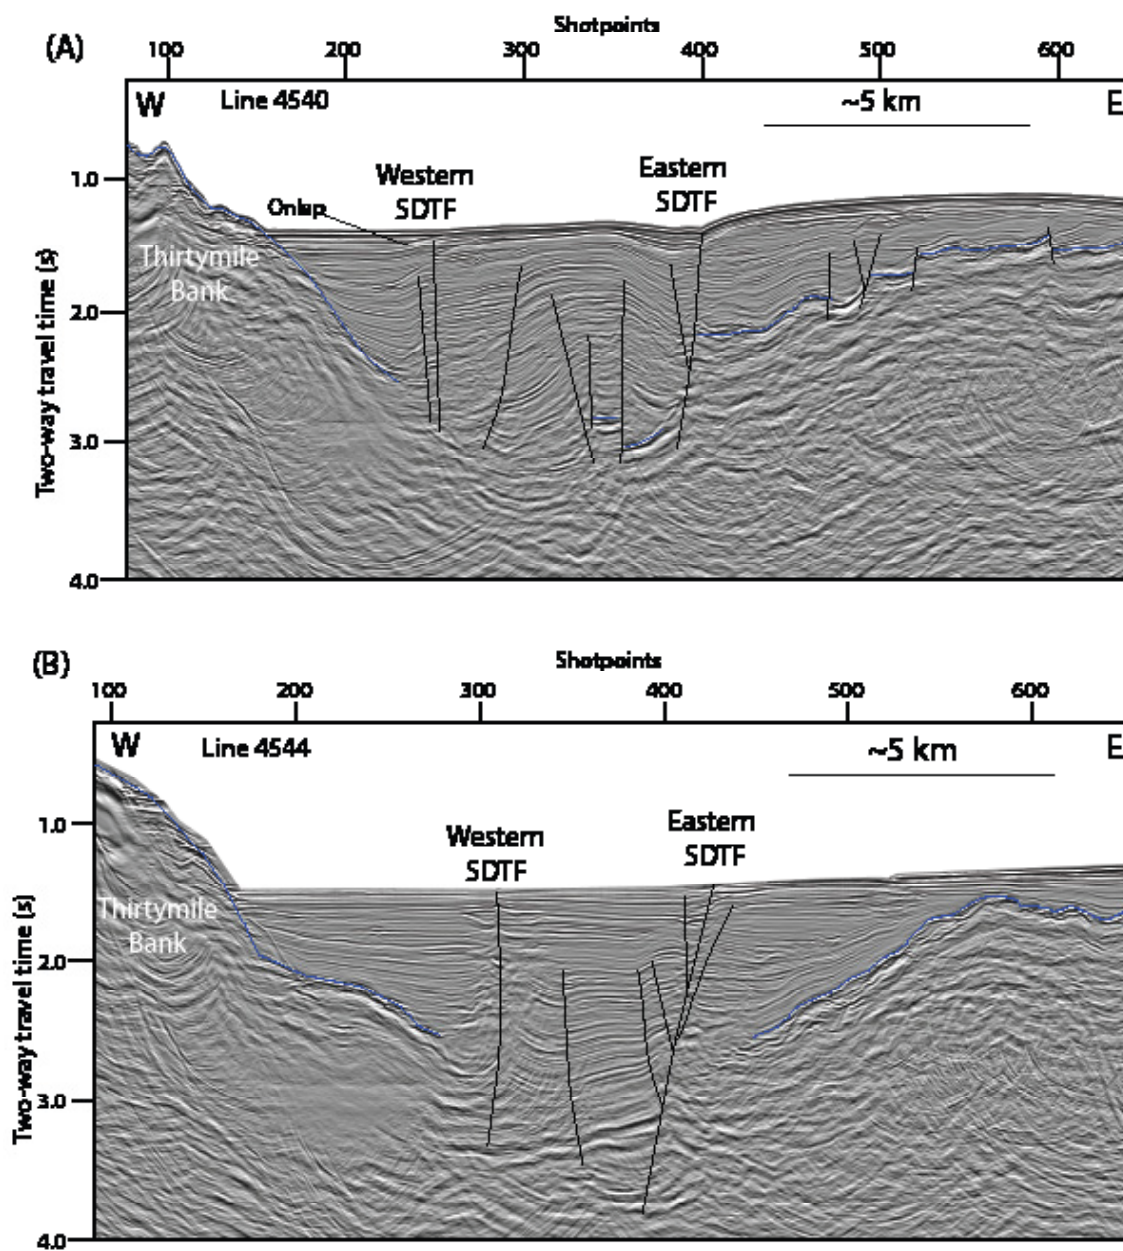 Shotpoints
(A)
100 200 300 400 500 600
W Line 4540 ~5 km E
1.0
Western
SDTF
Eastern
SDTF
Onlap
Thirtymile
Bank
2.0
3.0
4.0
Two-way travel time (s)
(B)
Shotpoints
100 200 300 400 500 600
W Line 4544 ~5 km E
1.0
Western
SDTF
Eastern
SDTF
Thirtymile
Bank
2.0
3.0
4.0
Two-way travel time (s)